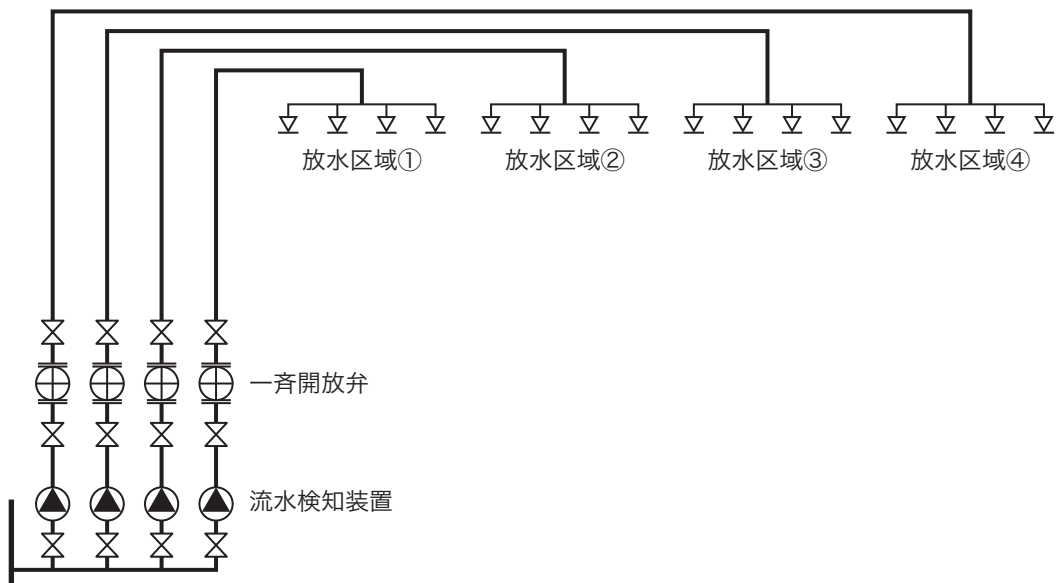 放水区域①
放水区域②
放水区域③
放水区域④
一斉開放弁
流水検知装置